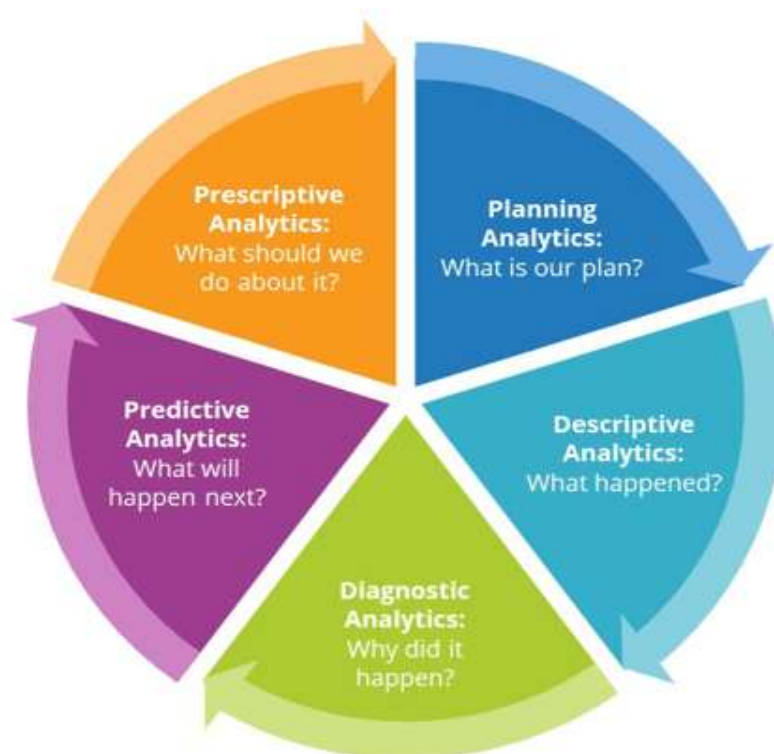 Prescriptive
Analytics:
What should we
do about it?
Planning
Analytics:
What is our plan?
Predictive
Analytics:
What will
happen next?
Descriptive
Analytics:
What happened?
Diagnostic
Analytics:
Why did it
happen?